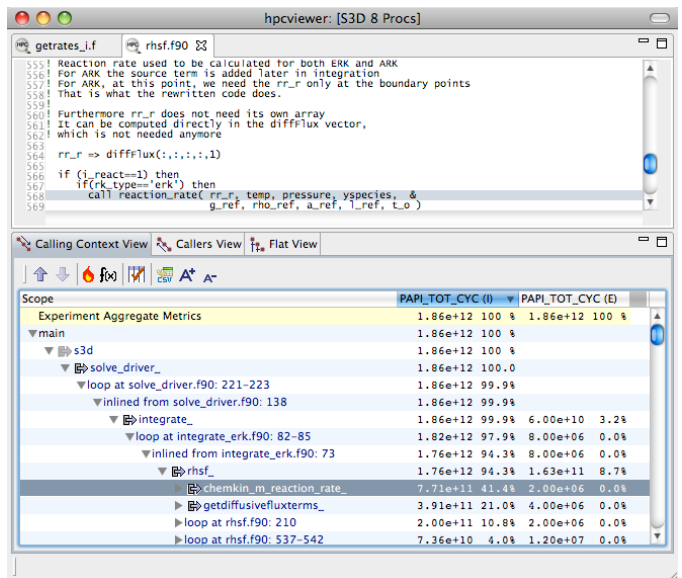 hpcviewer: [S3D 8 Procs]
getrates_i.f rhsf.f90
555! Reaction rate used to be calculated for both ERK and ARK
556! For ARK the source term is added later in integration
557! For ARK, at this point, we need the rr_r only at the boundary points
558! That is what the rewritten code does.
559!
560! Furthermore rr_r does not need its own array
561! It can be computed directly in the diffFlux vector,
562! which is not needed anymore
563
564 rr_r => diffFlux(:,:,:,:,1)
565
566 if (i_react==1) then
567 if(rk_type=='erk') then
568 call reaction_rate( rr_r, temp, pressure, yspecies, &
569 g_ref, rho_ref, a_ref, l_ref, t_o )
Calling Context View Callers View Flat View
f(x) CSV A+ A-
Scope PAPI_TOT_CYC (I) PAPI_TOT_CYC (E)
Experiment Aggregate Metrics 1.86e+12 100 % 1.86e+12 100 %
main 1.86e+12 100 %
s3d 1.86e+12 100 %
solve_driver_ 1.86e+12 100.0
loop at solve_driver.f90: 221-223 1.86e+12 99.9%
inlined from solve_driver.f90: 138 1.86e+12 99.9%
integrate_ 1.86e+12 99.9% 6.00e+10 3.2%
loop at integrate_erk.f90: 82-85 1.82e+12 97.9% 8.00e+06 0.0%
inlined from integrate_erk.f90: 73 1.76e+12 94.3% 8.00e+06 0.0%
rhsf_ 1.76e+12 94.3% 1.63e+11 8.7%
chemkin_m_reaction_rate_ 7.71e+11 41.4% 2.00e+06 0.0%
getdiffusivefluxterms_ 3.91e+11 21.0% 4.00e+06 0.0%
loop at rhsf.f90: 210 2.00e+11 10.8% 2.00e+06 0.0%
loop at rhsf.f90: 537-542 7.36e+10 4.0% 1.20e+07 0.0%